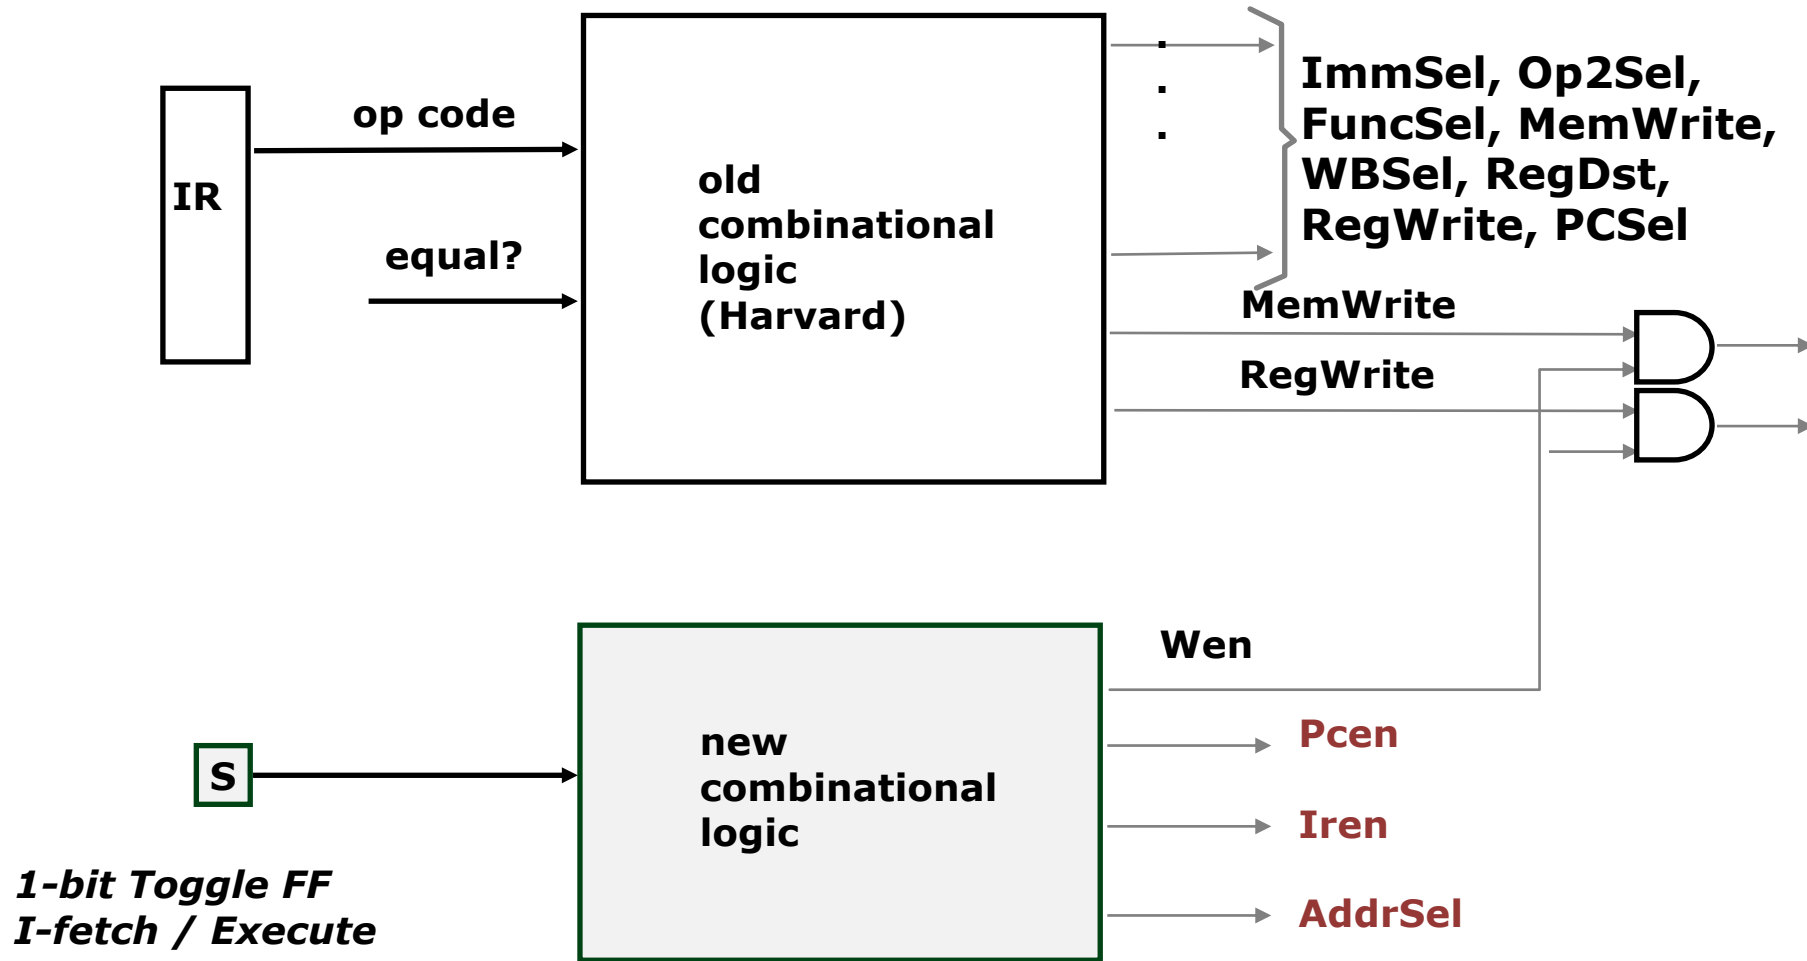 op code
IR
equal?
old
combinational
logic
(Harvard)
.
.
.
ImmSel, Op2Sel,
FuncSel, MemWrite,
WBSel, RegDst,
RegWrite, PCSel
MemWrite
RegWrite
S
1-bit Toggle FF
I-fetch / Execute
new
combinational
logic
Wen
Pcen
Iren
AddrSel